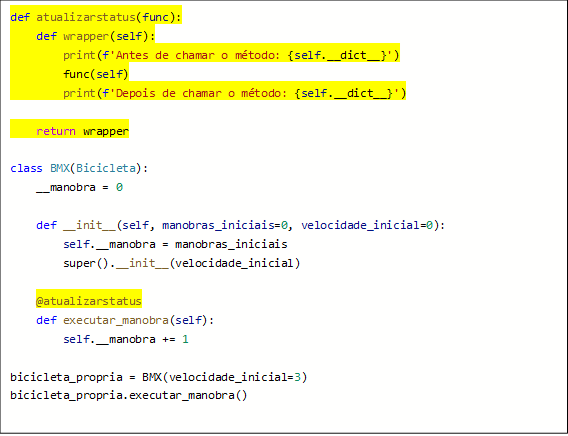 def atualizarstatus(func):
    def wrapper(self):
        print(f'Antes de chamar o método: {self.__dict__}')
        func(self)
        print(f'Depois de chamar o método: {self.__dict__}')
    return wrapper
class BMX(Bicicleta):
    __manobra = 0
    def __init__(self, manobras_iniciais=0, velocidade_inicial=0):
        self.__manobra = manobras_iniciais
        super().__init__(velocidade_inicial)
    @atualizarstatus
    def executar_manobra(self):
        self.__manobra += 1
bicicleta_propria = BMX(velocidade_inicial=3)
bicicleta_propria.executar_manobra()